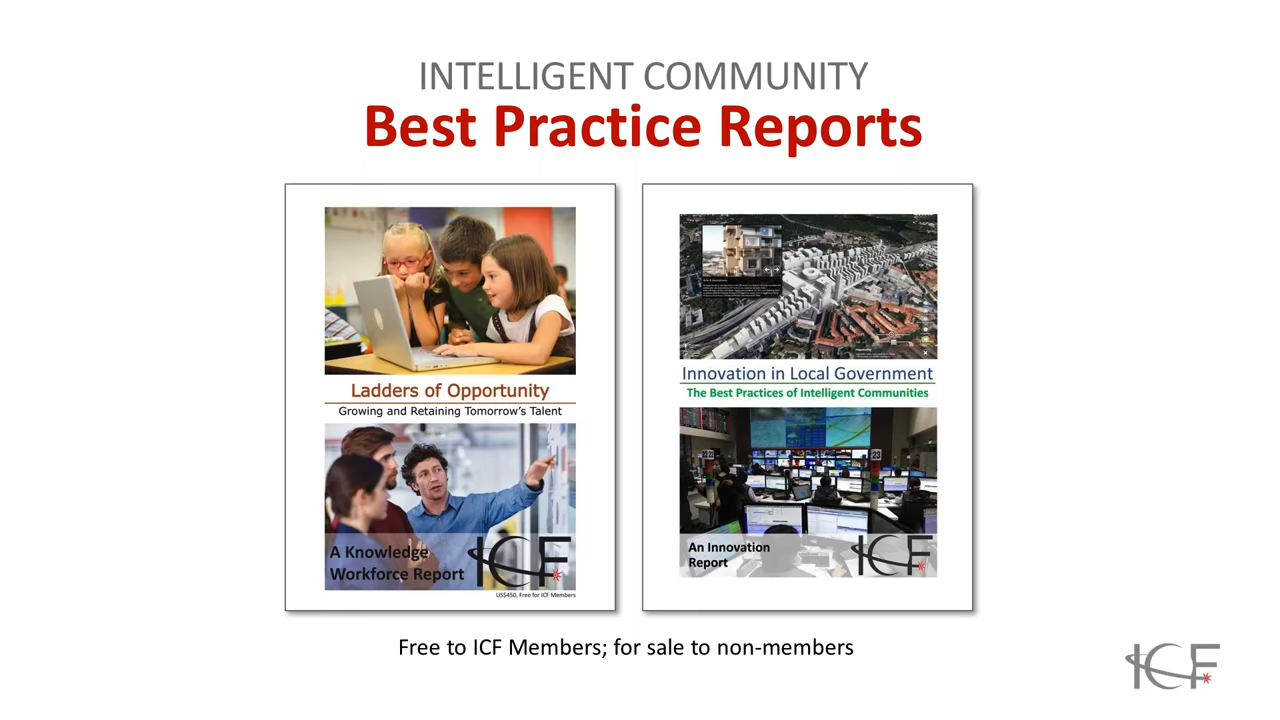 INTELLIGENT COMMUNITY
Best Practice Reports
Ladders of Opportunity
Growing and Retaining Tomorrow's Talent
A Knowledge
Workforce Report
ICF
US$450, Free for ICF Members
Innovation in Local Government
The Best Practices of Intelligent Communities
23
An Innovation
Report
ICF
Free to ICF Members; for sale to non-members
ICF